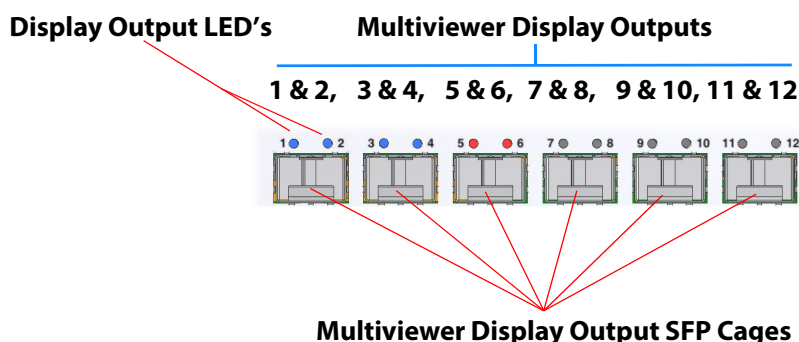 Display Output LED's Multiviewer Display Outputs
1 & 2, 3 & 4, 5 & 6, 7 & 8, 9 & 10, 11 & 12
1 2 3 4 5 6 7 8 9 10 11 12
Multiviewer Display Output SFP Cages